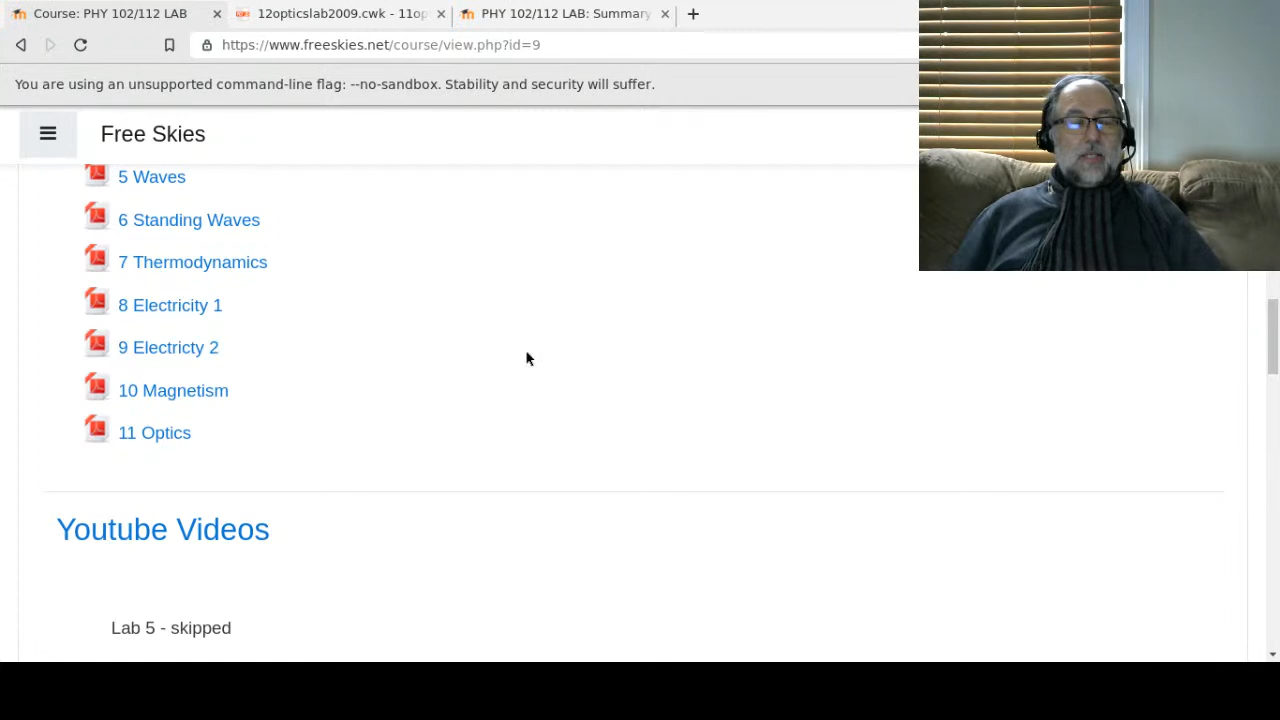 Course: PHY 102/112 LAB
12opticslab2009.cwk - 11op
PHY 102/112 LAB: Summary
https://www.freeskies.net/course/view.php?id=9
You are using an unsupported command-line flag: --no-sandbox. Stability and security will suffer.
Free Skies
5 Waves
6 Standing Waves
7 Thermodynamics
8 Electricity 1
9 Electricty 2
10 Magnetism
11 Optics
Youtube Videos
Lab 5 - skipped